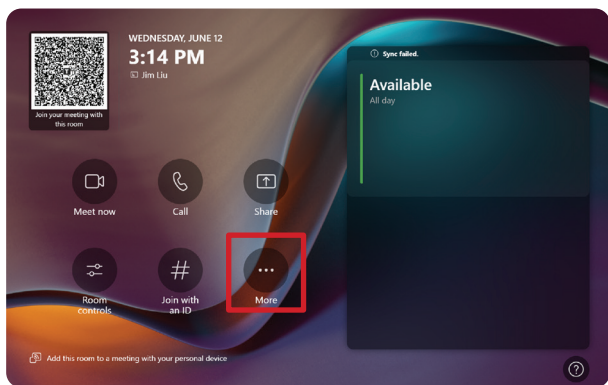 WEDNESDAY, JUNE 12
3:14 PM
Jim Liu
Join your meeting with
this room
Sync failed.
Available
All day
Meet now
Call
Share
Room
controls
Join with
an ID
More
Add this room to a meeting with your personal device